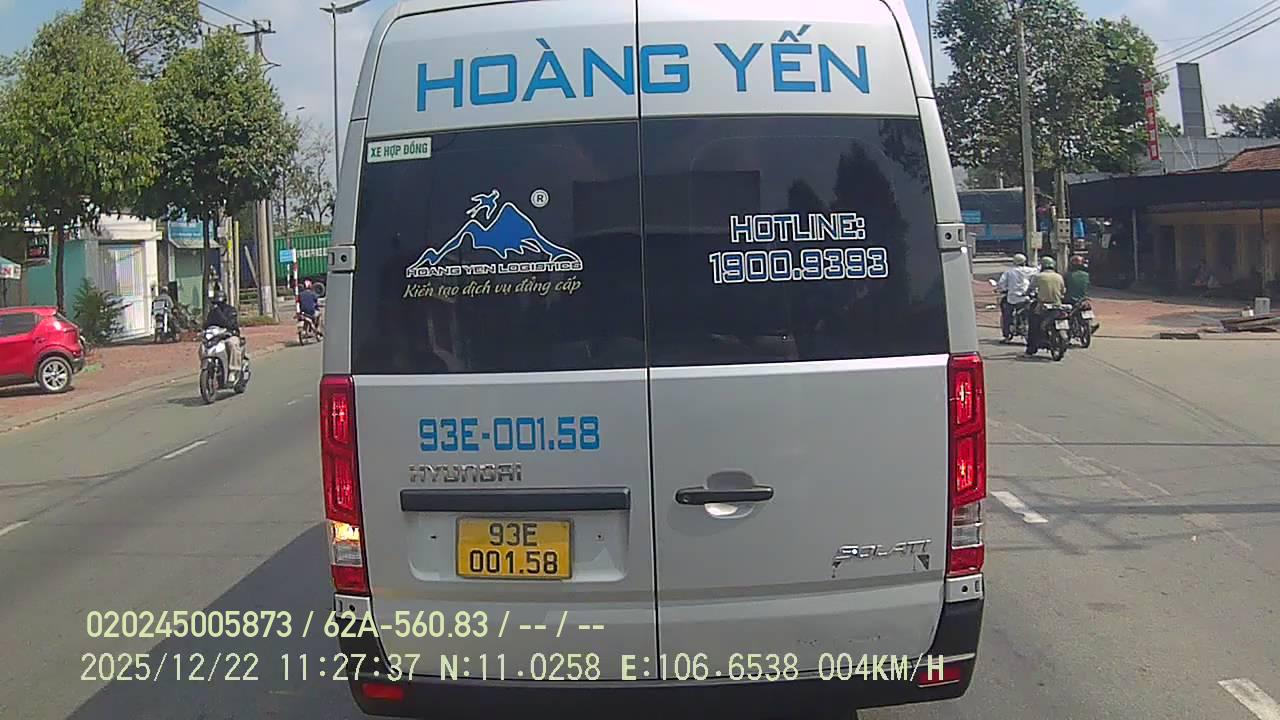 HOÀNG YẾN
XE HỢP ĐỒNG
®
HOANG YEN LOGISTICS
Kiến tạo dịch vụ đẳng cấp
HOTLINE:
1900.9393
93E-001.58
HYUNDAI
93E
001.58
SOLATI
020245005873 / 62A-560.83 / -- / --
2025/12/22 11:27:37 N:11.0258 E:106.6538 004KM/H